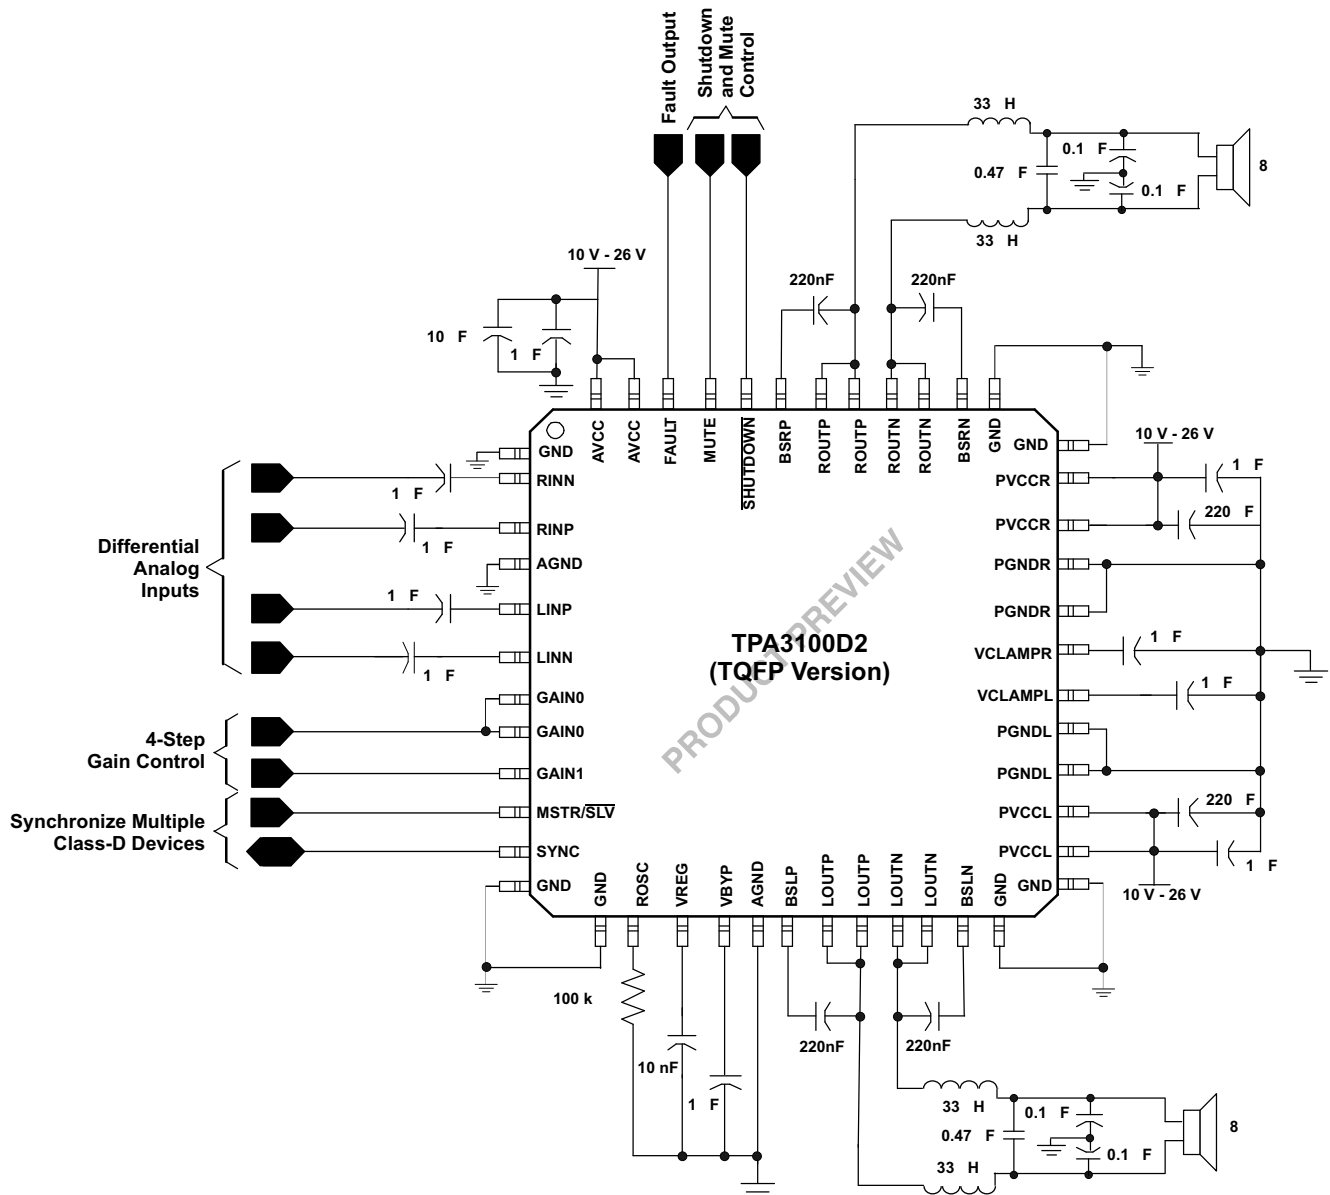 Fault Output
Shutdown
and Mute
Control
33 H
0.1 F
0.47 F
0.1 F
8
33 H
10 V - 26 V
220nF
220nF
10 F
1 F
AVCC
AVCC
FAULT
MUTE
SHUTDOWN
BSRP
ROUTP
ROUTP
ROUTN
ROUTN
BSRN
GND
GND
RINN
RINP
AGND
LINP
LINN
GAIN0
GAIN0
GAIN1
MSTR/SLV
SYNC
GND
1 F
1 F
1 F
1 F
Differential
Analog
Inputs
4-Step
Gain Control
Synchronize Multiple
Class-D Devices
TPA3100D2
(TQFP Version)
PRODUCT PREVIEW
GND
PVCCR
PVCCR
PGNDR
PGNDR
VCLAMPR
VCLAMPL
PGNDL
PGNDL
PVCCL
PVCCL
GND
10 V - 26 V
1 F
220 F
1 F
1 F
220 F
1 F
10 V - 26 V
GND
ROSC
VREG
VBYP
AGND
BSLP
LOUTP
LOUTP
LOUTN
LOUTN
BSLN
GND
100 k
10 nF
1 F
220nF
220nF
33 H
0.1 F
0.47 F
0.1 F
8
33 H